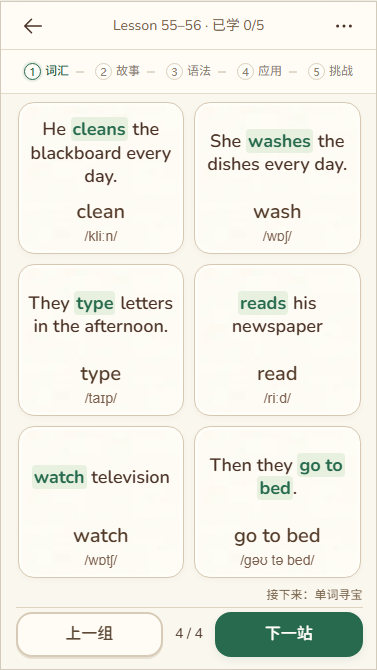 Lesson 55–56 · 已学 0/5
1 词汇 – 2 故事 – 3 语法 – 4 应用 – 5 挑战
He cleans the
blackboard every
day.
clean
/kliːn/
She washes the
dishes every day.
wash
/wɒʃ/
They type letters
in the afternoon.
type
/taɪp/
reads his
newspaper
read
/riːd/
watch television
watch
/wɒtʃ/
Then they go to
bed.
go to bed
/ɡəʊ tə bed/
接下来：单词寻宝
上一组
4 / 4
下一站